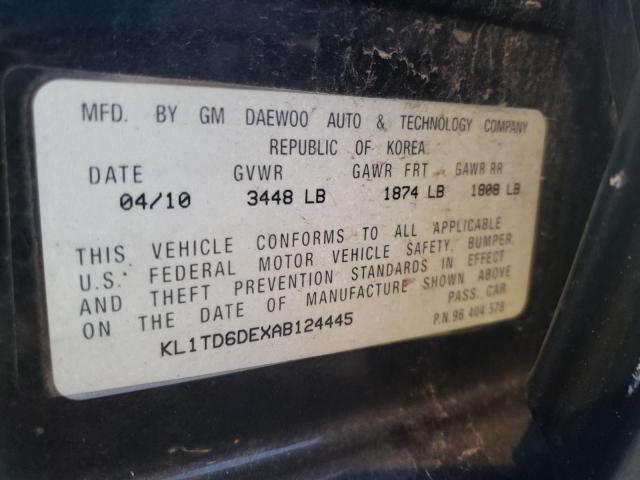 MFD. BY GM DAEWOO AUTO & TECHNOLOGY COMPANY
REPUBLIC OF KOREA
DATE GVWR GAWR FRT GAWR RR
04/10 3448 LB 1874 LB 1808 LB
THIS VEHICLE CONFORMS TO ALL APPLICABLE
U.S. FEDERAL MOTOR VEHICLE SAFETY, BUMPER,
AND THEFT PREVENTION STANDARDS IN EFFECT
ON THE DATE OF MANUFACTURE SHOWN ABOVE
PASS. CAR
KL1TD6DEXAB124445
P.N. 96 404 578